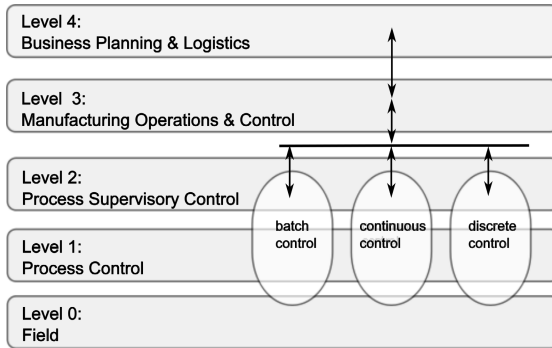 Level 4:
Business Planning & Logistics
Level 3:
Manufacturing Operations & Control
Level 2:
Process Supervisory Control
batch
control
continuous
control
discrete
control
Level 1:
Process Control
Level 0:
Field